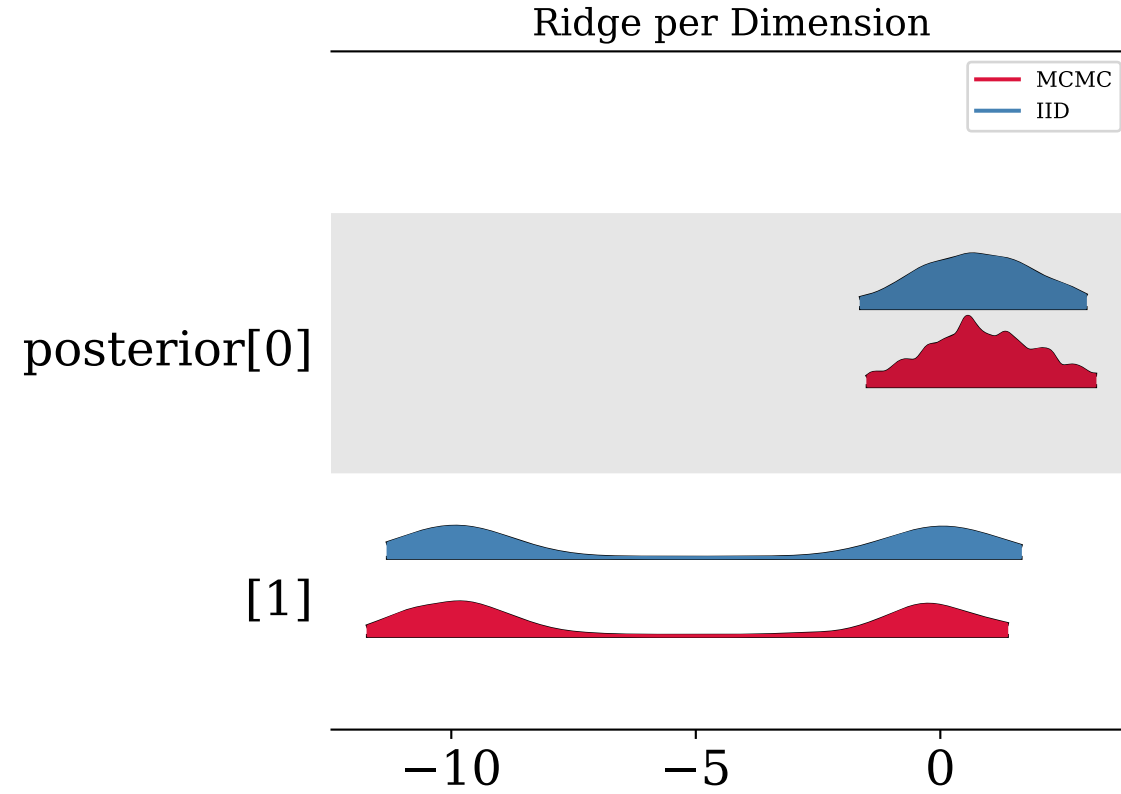 Ridge per Dimension
MCMC
IID
posterior[0]
[1]
−10 −5 0